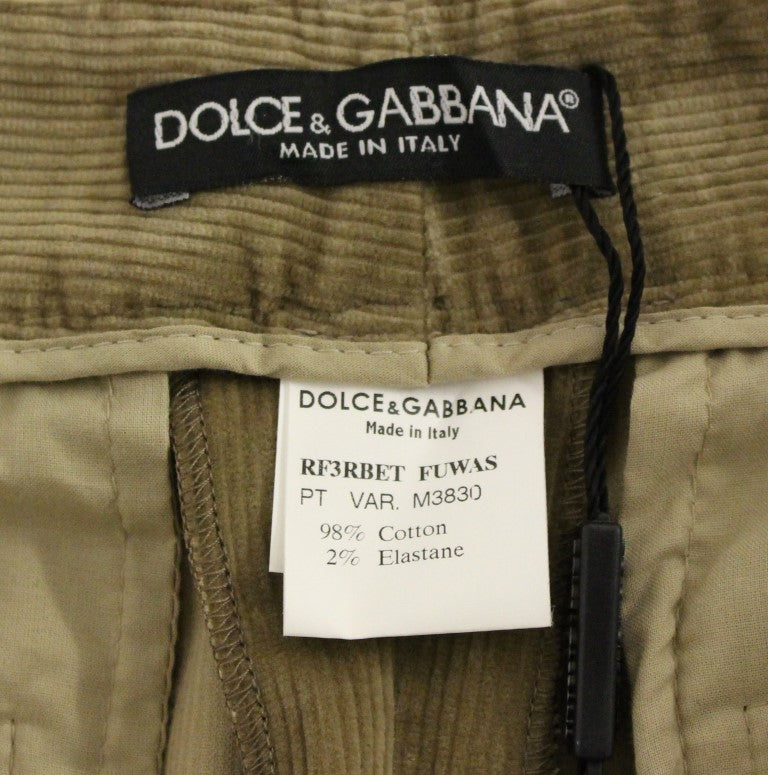 DOLCE & GABBANA®
MADE IN ITALY
DOLCE&GABBANA
Made in Italy
RF3RBET FUWAS
PT VAR. M3830
98% Cotton
2% Elastane